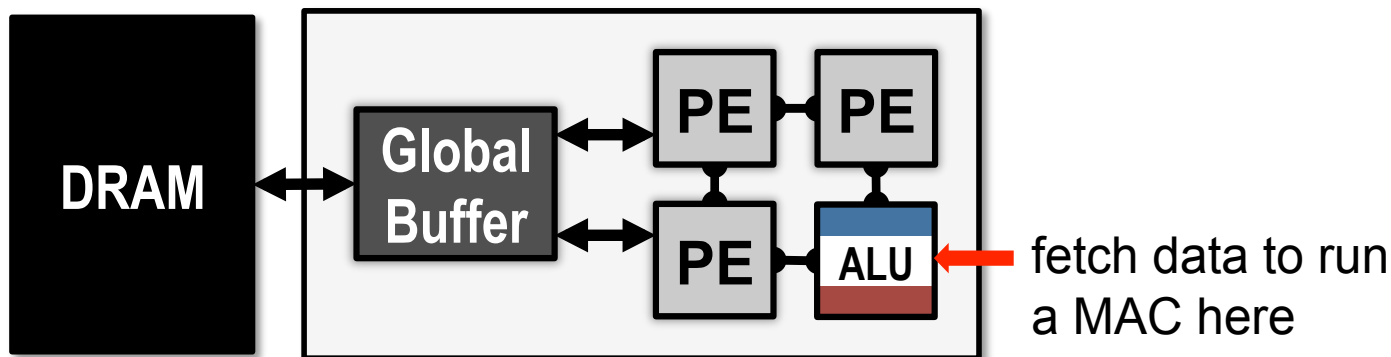 DRAM
Global
Buffer
PE
PE
PE
ALU
fetch data to run
a MAC here